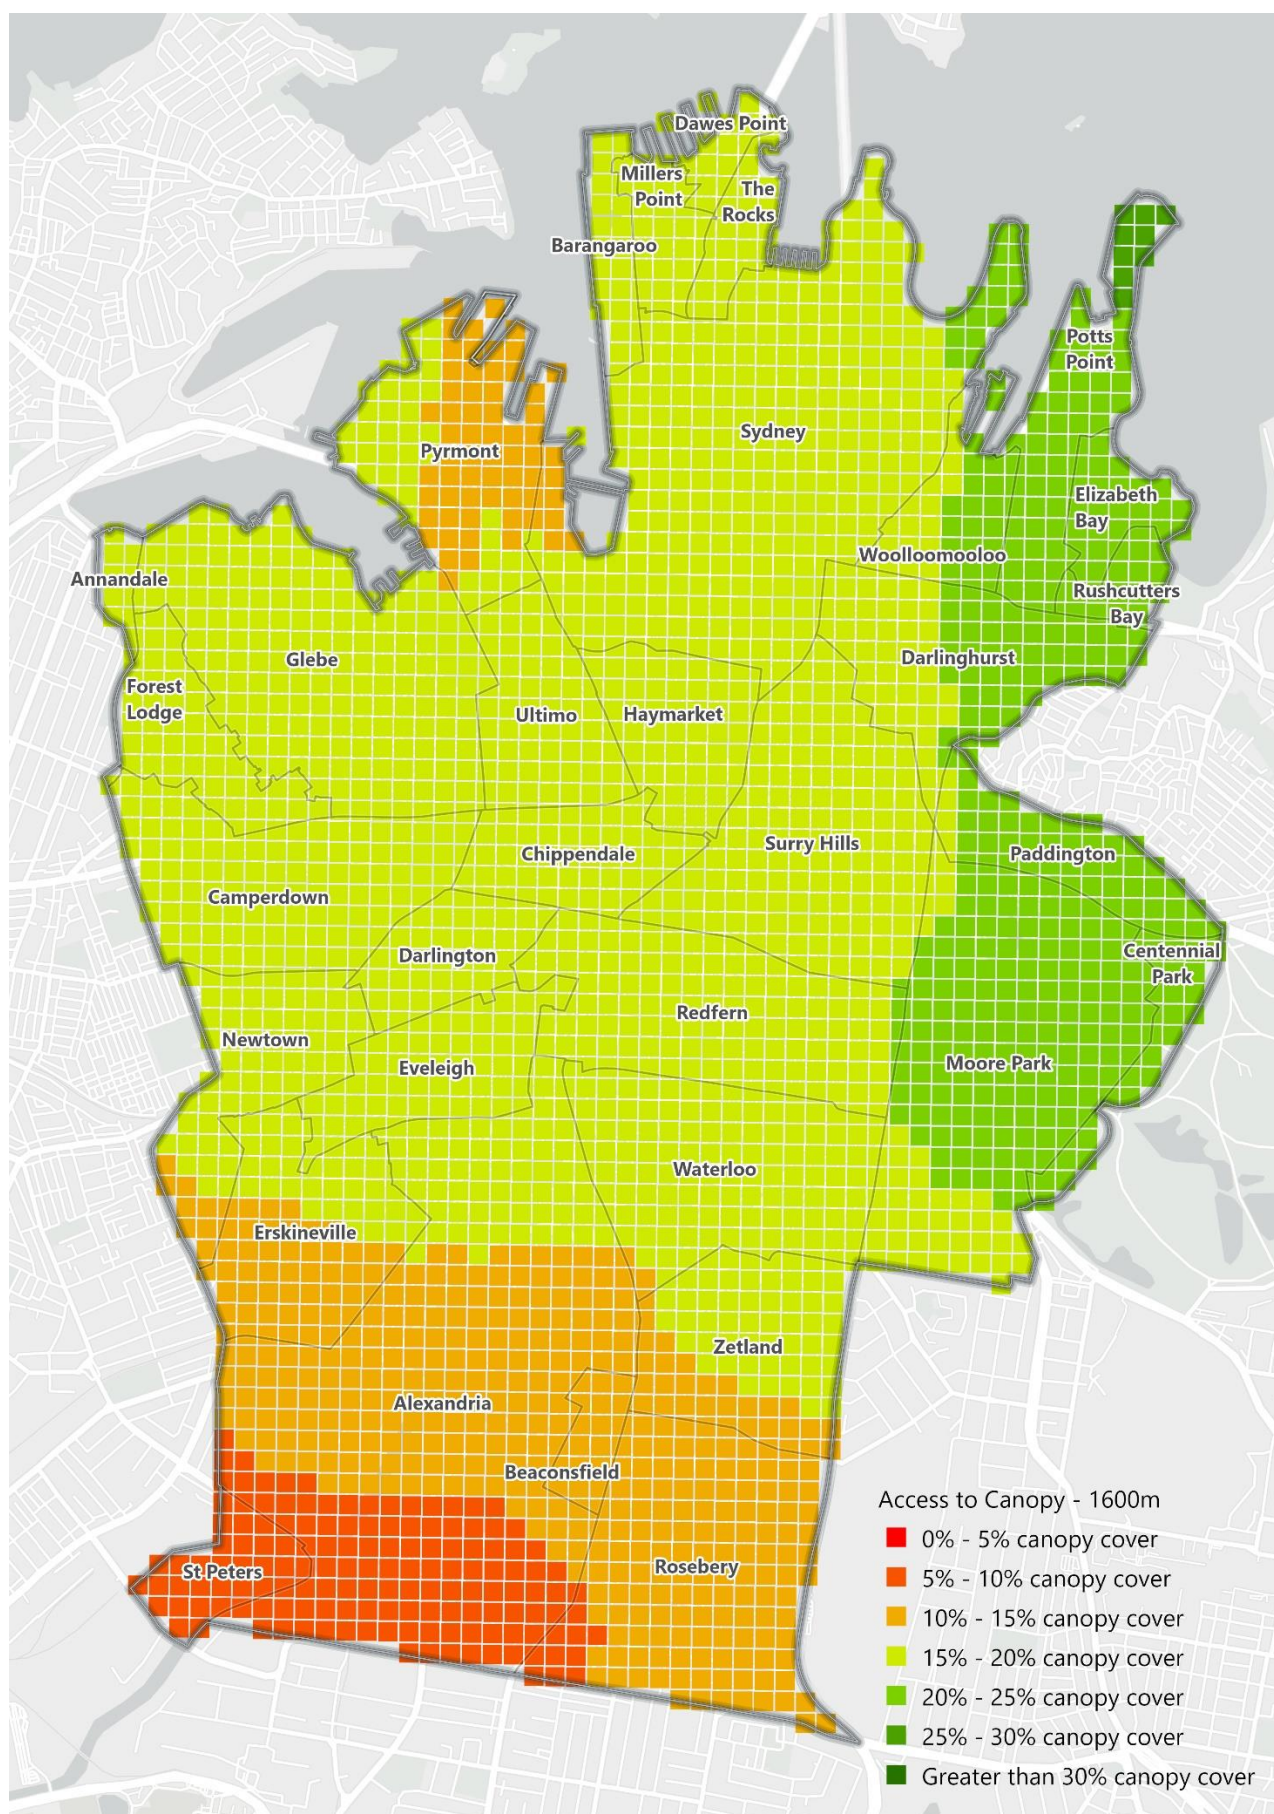 Dawes Point
Millers
Point
The
Rocks
Barangaroo
Potts
Point
Sydney
Pyrmont
Elizabeth
Bay
Woolloomooloo
Annandale
Rushcutters
Bay
Glebe
Darlinghurst
Forest
Lodge
Ultimo
Haymarket
Surry Hills
Chippendale
Paddington
Camperdown
Darlington
Centennial
Park
Redfern
Newtown
Eveleigh
Moore Park
Waterloo
Erskineville
Zetland
Alexandria
Beaconsfield
St Peters
Rosebery
Access to Canopy - 1600m
0% - 5% canopy cover
5% - 10% canopy cover
10% - 15% canopy cover
15% - 20% canopy cover
20% - 25% canopy cover
25% - 30% canopy cover
Greater than 30% canopy cover